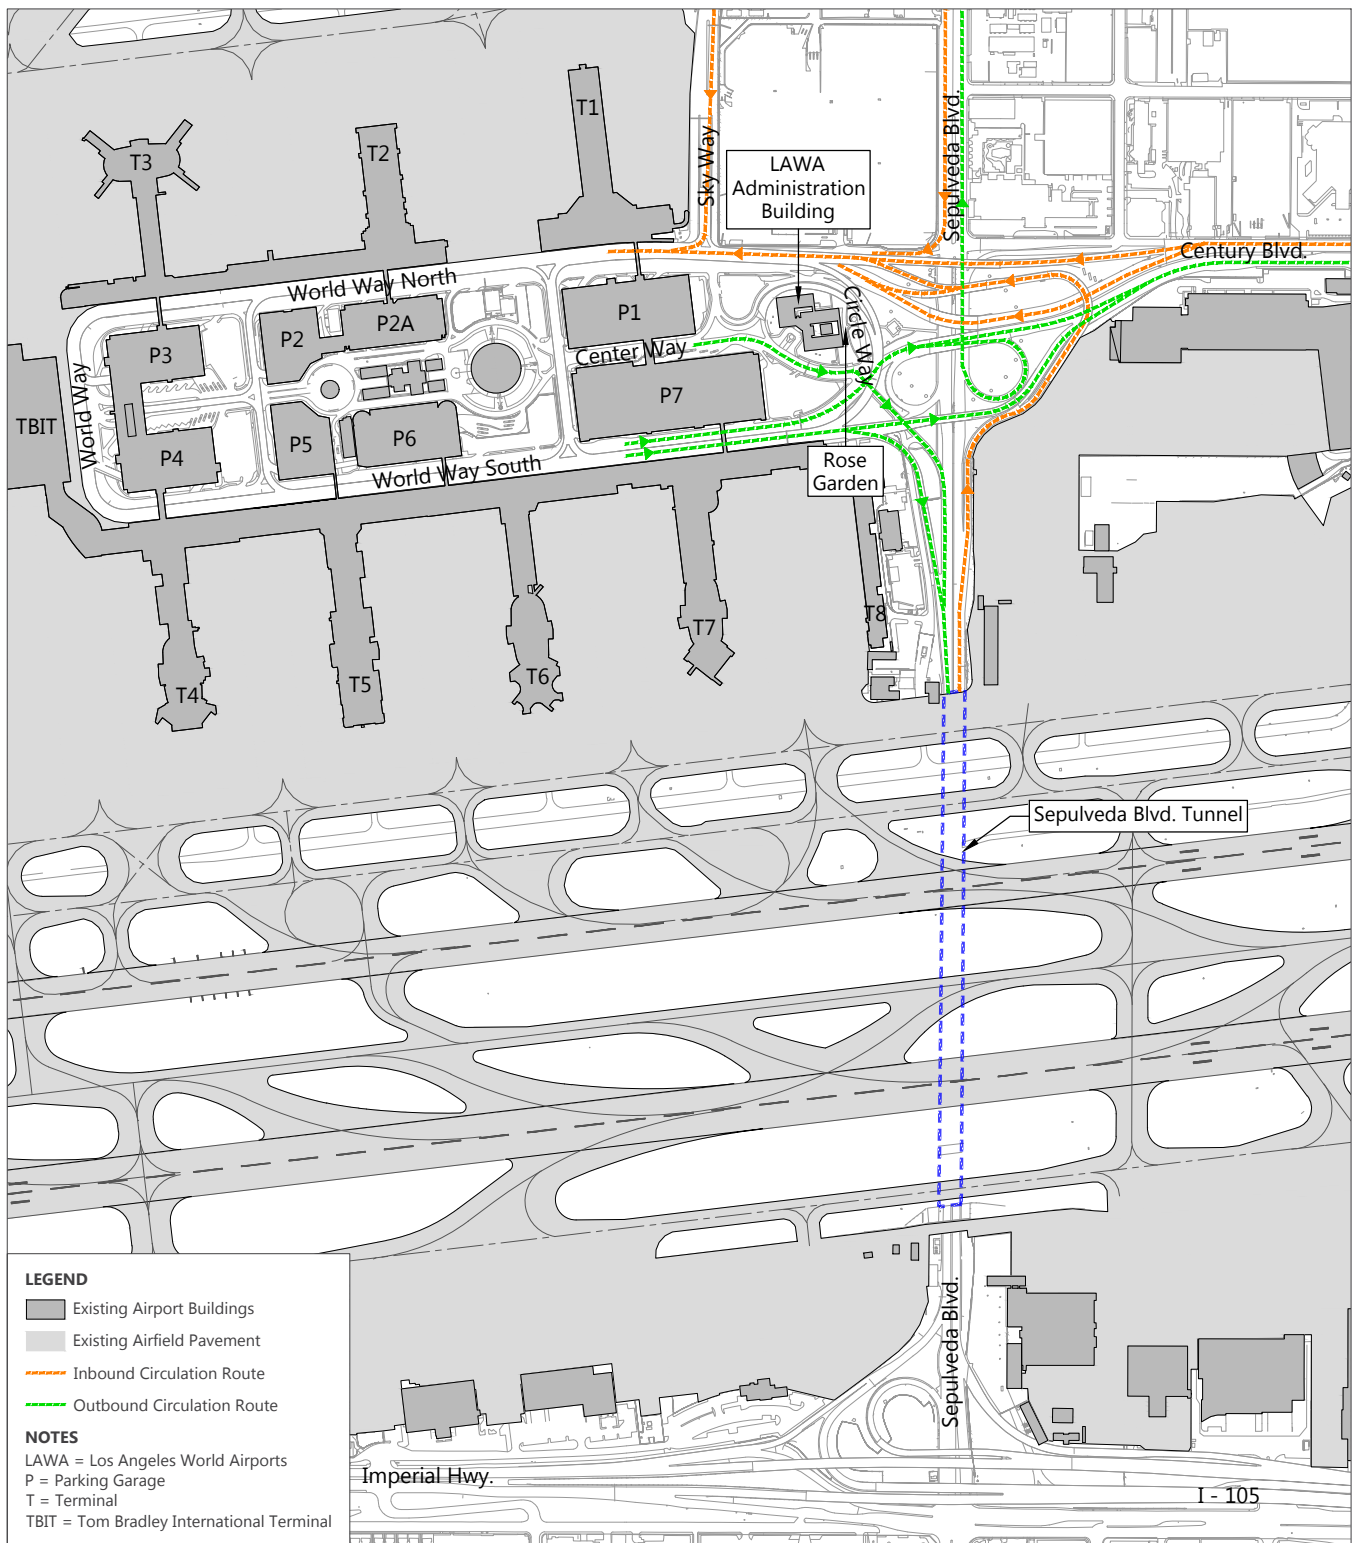 T1
T2
T3
Sky Way
Sepulveda Blvd.
LAWA
Administration
Building
Century Blvd.
World Way North
P1
P2A
P2
P3
Center Way
Circle Way
World Way
TBIT
P7
P6
P5
P4
World Way South
Rose
Garden
T8
T7
T6
T5
T4
Sepulveda Blvd. Tunnel
Sepulveda Blvd.
Imperial Hwy.
I - 105
LEGEND
Existing Airport Buildings
Existing Airfield Pavement
Inbound Circulation Route
Outbound Circulation Route
NOTES
LAWA = Los Angeles World Airports
P = Parking Garage
T = Terminal
TBIT = Tom Bradley International Terminal